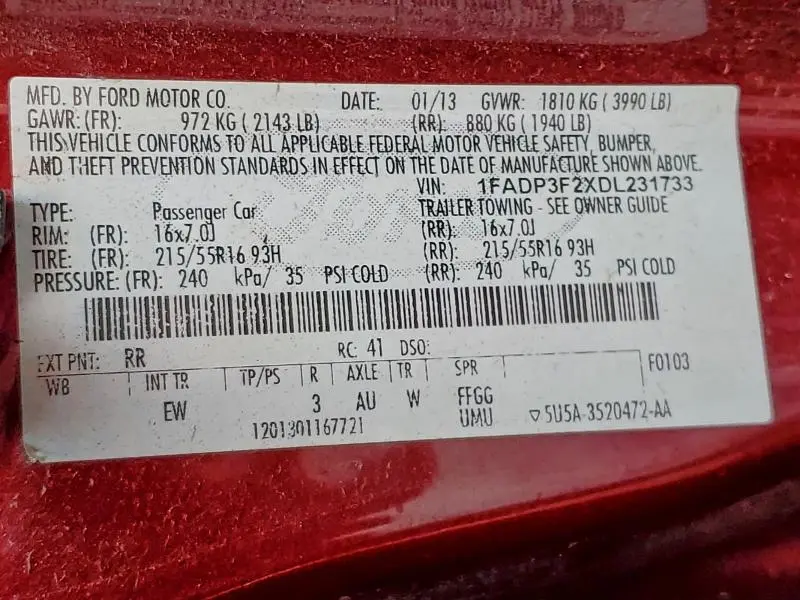 MFD. BY FORD MOTOR CO. DATE: 01/13 GVWR: 1810 KG ( 3990 LB)
GAWR: (FR): 972 KG ( 2143 LB) (RR): 880 KG ( 1940 LB)
THIS VEHICLE CONFORMS TO ALL APPLICABLE FEDERAL MOTOR VEHICLE SAFETY, BUMPER,
AND THEFT PREVENTION STANDARDS IN EFFECT ON THE DATE OF MANUFACTURE SHOWN ABOVE.
VIN: 1FADP3F2XDL231733
TYPE: Passenger Car TRAILER TOWING - SEE OWNER GUIDE
RIM: (FR): 16x7.0J (RR): 16x7.0J
TIRE: (FR): 215/55R16 93H (RR): 215/55R16 93H
PRESSURE: (FR): 240 kPa/ 35 PSI COLD (RR): 240 kPa/ 35 PSI COLD
EXT PNT: RR RC: 41 DSO: F0103
WB INT TR TP/PS R AXLE TR SPR
EW 3 AU W FFGG
UMU
1201301167721 ▽5U5A-3520472-AA